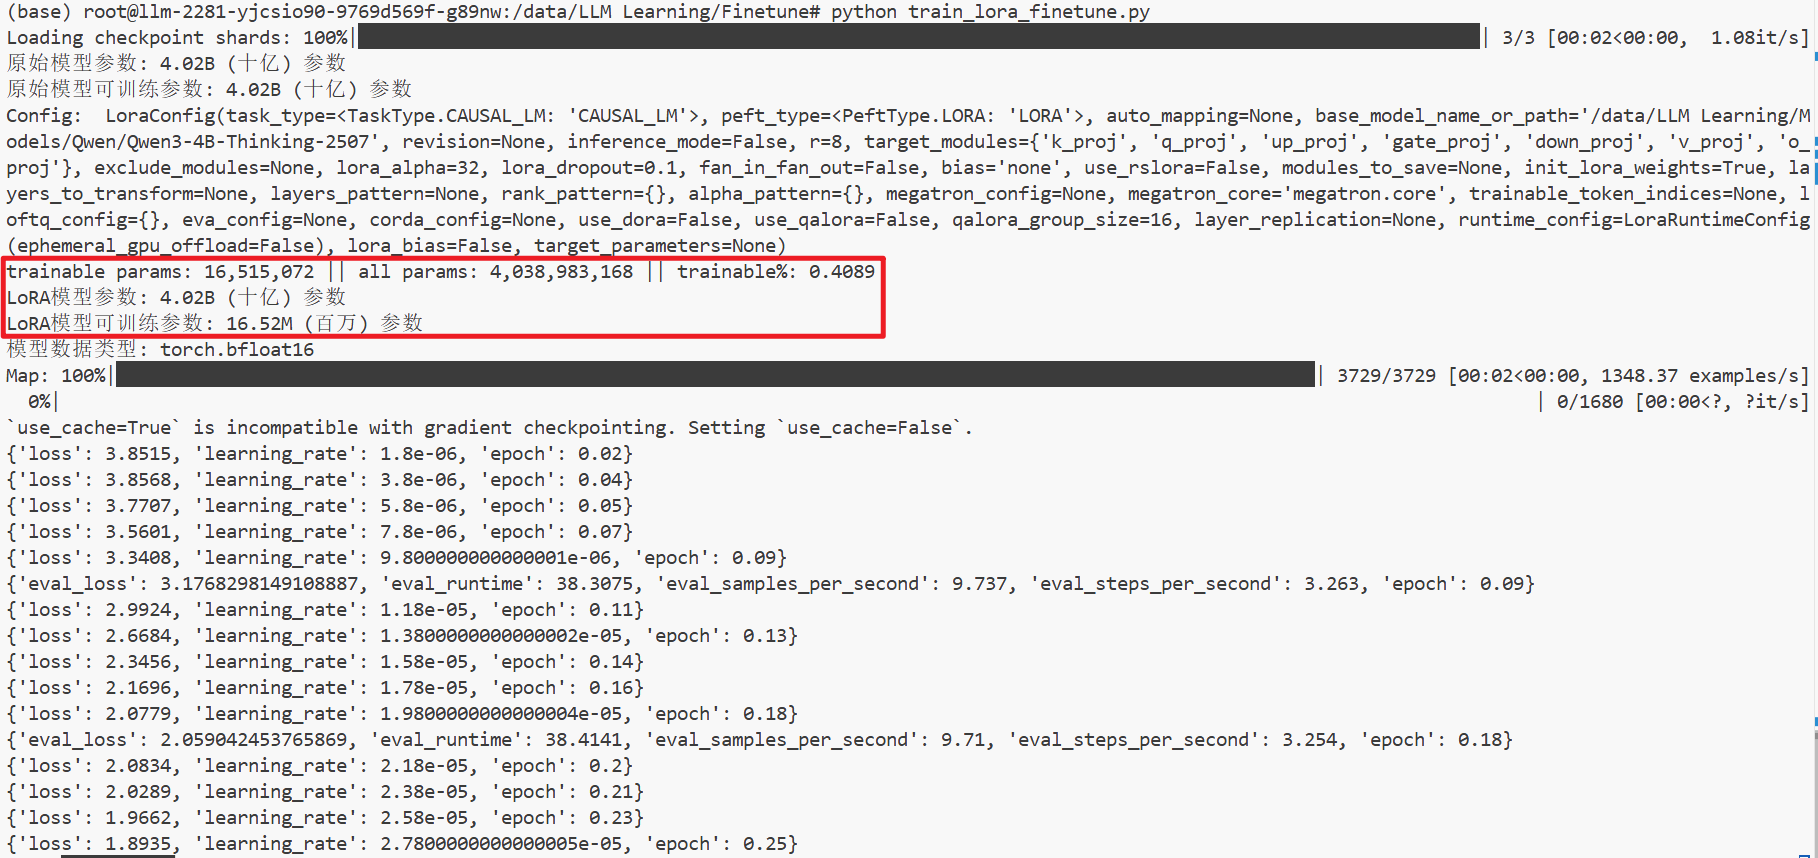 (base) root@llm-2281-yjcsio90-9769d569f-g89nw:/data/LLM Learning/Finetune# python train_lora_finetune.py
Loading checkpoint shards: 100%| | 3/3 [00:02<00:00, 1.08it/s]
原始模型参数: 4.02B (十亿) 参数
原始模型可训练参数: 4.02B (十亿) 参数
Config:  LoraConfig(task_type=<TaskType.CAUSAL_LM: 'CAUSAL_LM'>, peft_type=<PeftType.LORA: 'LORA'>, auto_mapping=None, base_model_name_or_path='/data/LLM Learning/M
odels/Qwen/Qwen3-4B-Thinking-2507', revision=None, inference_mode=False, r=8, target_modules={'k_proj', 'q_proj', 'up_proj', 'gate_proj', 'down_proj', 'v_proj', 'o_
proj'}, exclude_modules=None, lora_alpha=32, lora_dropout=0.1, fan_in_fan_out=False, bias='none', use_rslora=False, modules_to_save=None, init_lora_weights=True, la
yers_to_transform=None, layers_pattern=None, rank_pattern={}, alpha_pattern={}, megatron_config=None, megatron_core='megatron.core', trainable_token_indices=None, l
oftq_config={}, eva_config=None, corda_config=None, use_dora=False, use_qalora=False, qalora_group_size=16, layer_replication=None, runtime_config=LoraRuntimeConfig
(ephemeral_gpu_offload=False), lora_bias=False, target_parameters=None)
trainable params: 16,515,072 || all params: 4,038,983,168 || trainable%: 0.4089
LoRA模型参数: 4.02B (十亿) 参数
LoRA模型可训练参数: 16.52M (百万) 参数
模型数据类型: torch.bfloat16
Map: 100%| | 3729/3729 [00:02<00:00, 1348.37 examples/s]
0%| | 0/1680 [00:00<?, ?it/s]
`use_cache=True` is incompatible with gradient checkpointing. Setting `use_cache=False`.
{'loss': 3.8515, 'learning_rate': 1.8e-06, 'epoch': 0.02}
{'loss': 3.8568, 'learning_rate': 3.8e-06, 'epoch': 0.04}
{'loss': 3.7707, 'learning_rate': 5.8e-06, 'epoch': 0.05}
{'loss': 3.5601, 'learning_rate': 7.8e-06, 'epoch': 0.07}
{'loss': 3.3408, 'learning_rate': 9.800000000000001e-06, 'epoch': 0.09}
{'eval_loss': 3.1768298149108887, 'eval_runtime': 38.3075, 'eval_samples_per_second': 9.737, 'eval_steps_per_second': 3.263, 'epoch': 0.09}
{'loss': 2.9924, 'learning_rate': 1.18e-05, 'epoch': 0.11}
{'loss': 2.6684, 'learning_rate': 1.3800000000000002e-05, 'epoch': 0.13}
{'loss': 2.3456, 'learning_rate': 1.58e-05, 'epoch': 0.14}
{'loss': 2.1696, 'learning_rate': 1.78e-05, 'epoch': 0.16}
{'loss': 2.0779, 'learning_rate': 1.9800000000000004e-05, 'epoch': 0.18}
{'eval_loss': 2.059042453765869, 'eval_runtime': 38.4141, 'eval_samples_per_second': 9.71, 'eval_steps_per_second': 3.254, 'epoch': 0.18}
{'loss': 2.0834, 'learning_rate': 2.18e-05, 'epoch': 0.2}
{'loss': 2.0289, 'learning_rate': 2.38e-05, 'epoch': 0.21}
{'loss': 1.9662, 'learning_rate': 2.58e-05, 'epoch': 0.23}
{'loss': 1.8935, 'learning_rate': 2.7800000000000005e-05, 'epoch': 0.25}